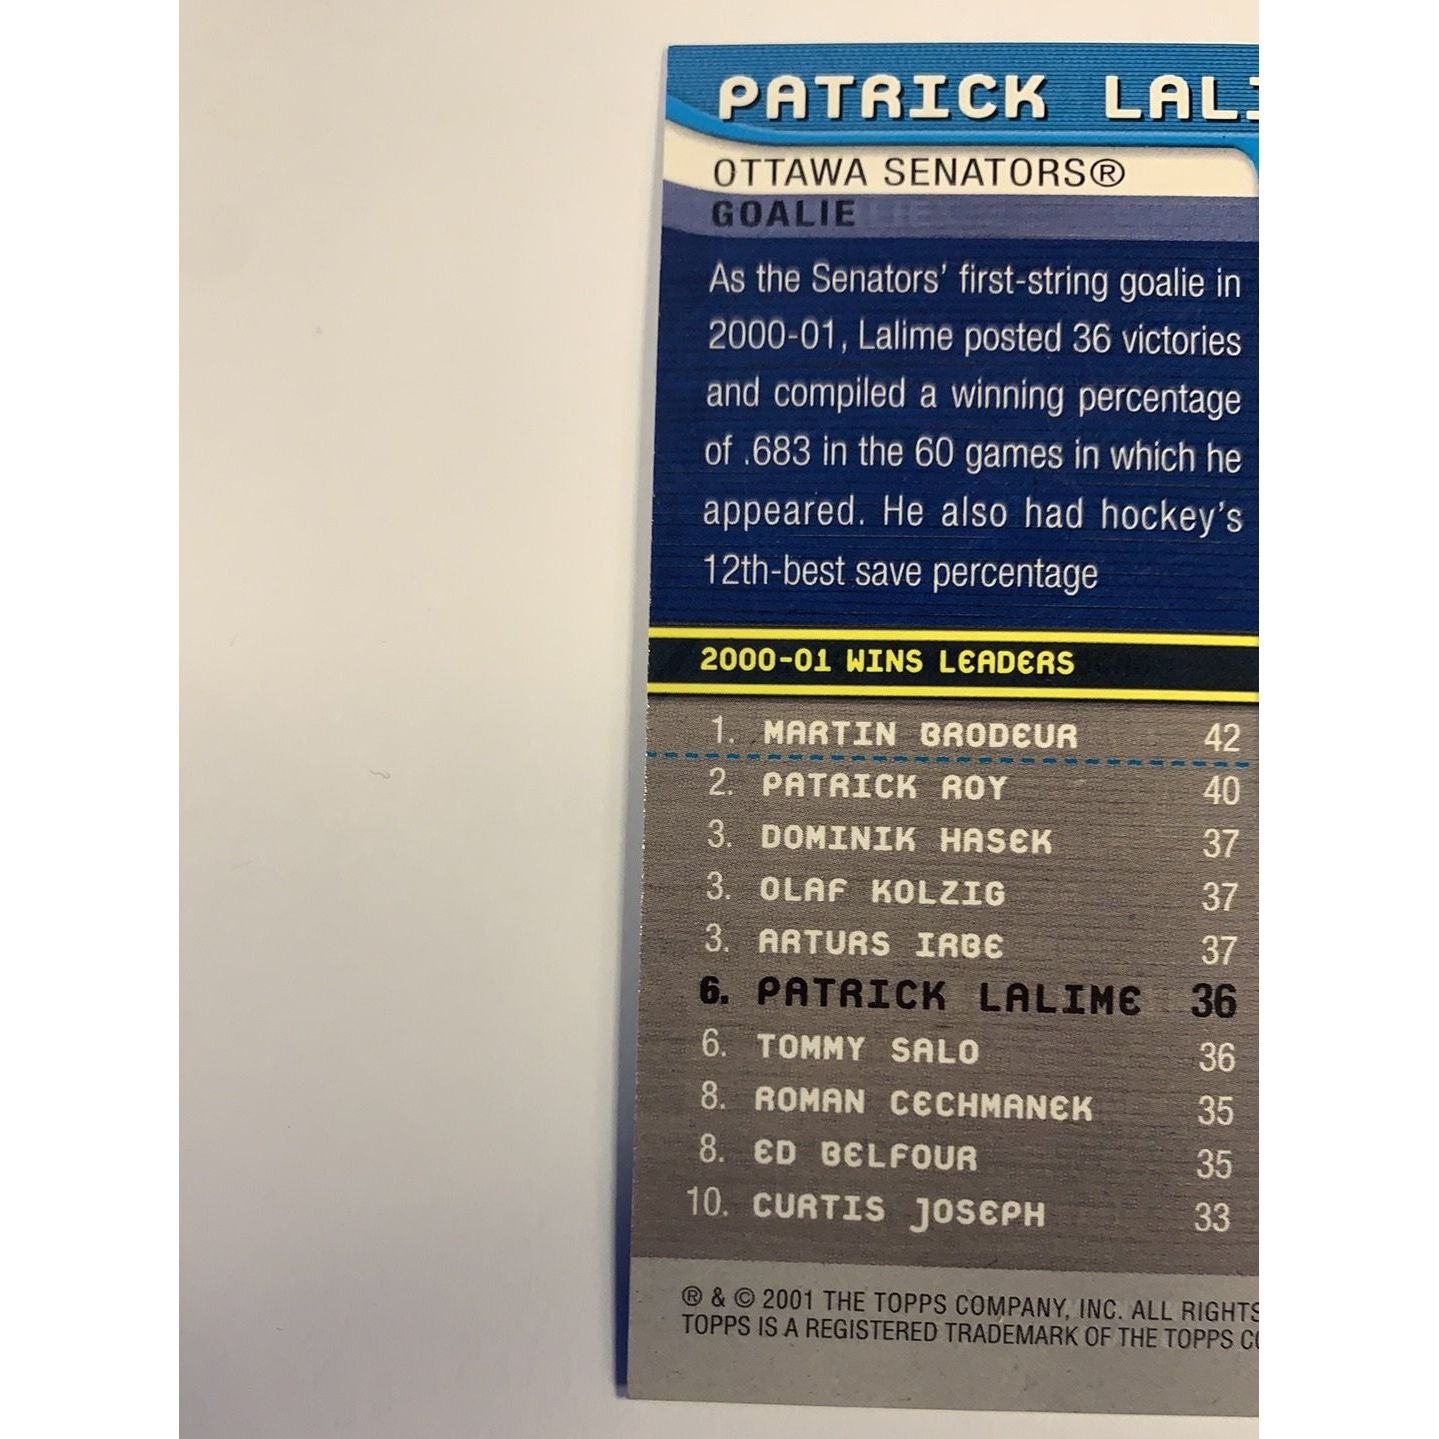 PATRICK LALI
OTTAWA SENATORS®
GOALIE
As the Senators’ first-string goalie in
2000-01, Lalime posted 36 victories
and compiled a winning percentage
of .683 in the 60 games in which he
appeared. He also had hockey’s
12th-best save percentage
2000-01 WINS LEADERS
1. MARTIN BRODEUR 42
2. PATRICK ROY 40
3. DOMINIK HASEK 37
3. OLAF KOLZIG 37
3. ARTURS IRBE 37
6. PATRICK LALIME 36
6. TOMMY SALO 36
8. ROMAN CECHMANEK 35
8. ED BELFOUR 35
10. CURTIS JOSEPH 33
® & © 2001 THE TOPPS COMPANY, INC. ALL RIGHTS
TOPPS IS A REGISTERED TRADEMARK OF THE TOPPS CO